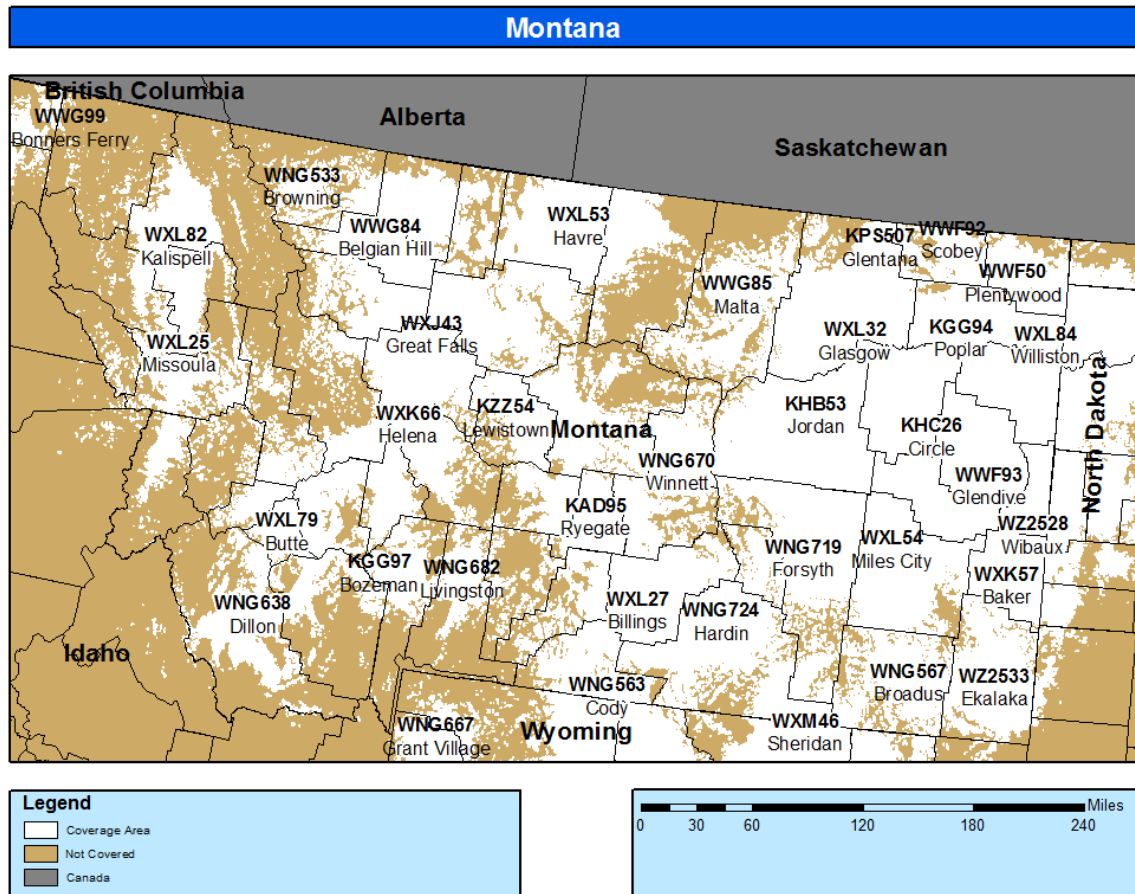 Montana
British Columbia
WWG99
Bonners Ferry
Alberta
Saskatchewan
WNG533
Browning
WWG84
Belgian Hill
WXL53
Havre
WXL82
Kalispell
KPS507
Glentana
WWF92
Scobey
WWF50
Plentywood
WWG85
Malta
WXJ43
Great Falls
WXL32
Glasgow
KGG94
Poplar
WXL84
Williston
WXL25
Missoula
WXK66
Helena
KZZ54
Lewistown
Montana
KHB53
Jordan
KHC26
Circle
North Dakota
WNG670
Winnett
WWF93
Glendive
KAD95
Ryegate
WXL79
Butte
WZ2528
Wibaux
WXL54
Miles City
WNG719
Forsyth
KGG97
Bozeman
WNG682
Livingston
WXK57
Baker
WNG638
Dillon
WXL27
Billings
WNG724
Hardin
Idaho
WNG567
Broadus
WZ2533
Ekalaka
WNG563
Cody
WNG667
Grant Village
Wyoming
WXM46
Sheridan
Legend
Coverage Area
Not Covered
Canada
Miles
0 30 60 120 180 240